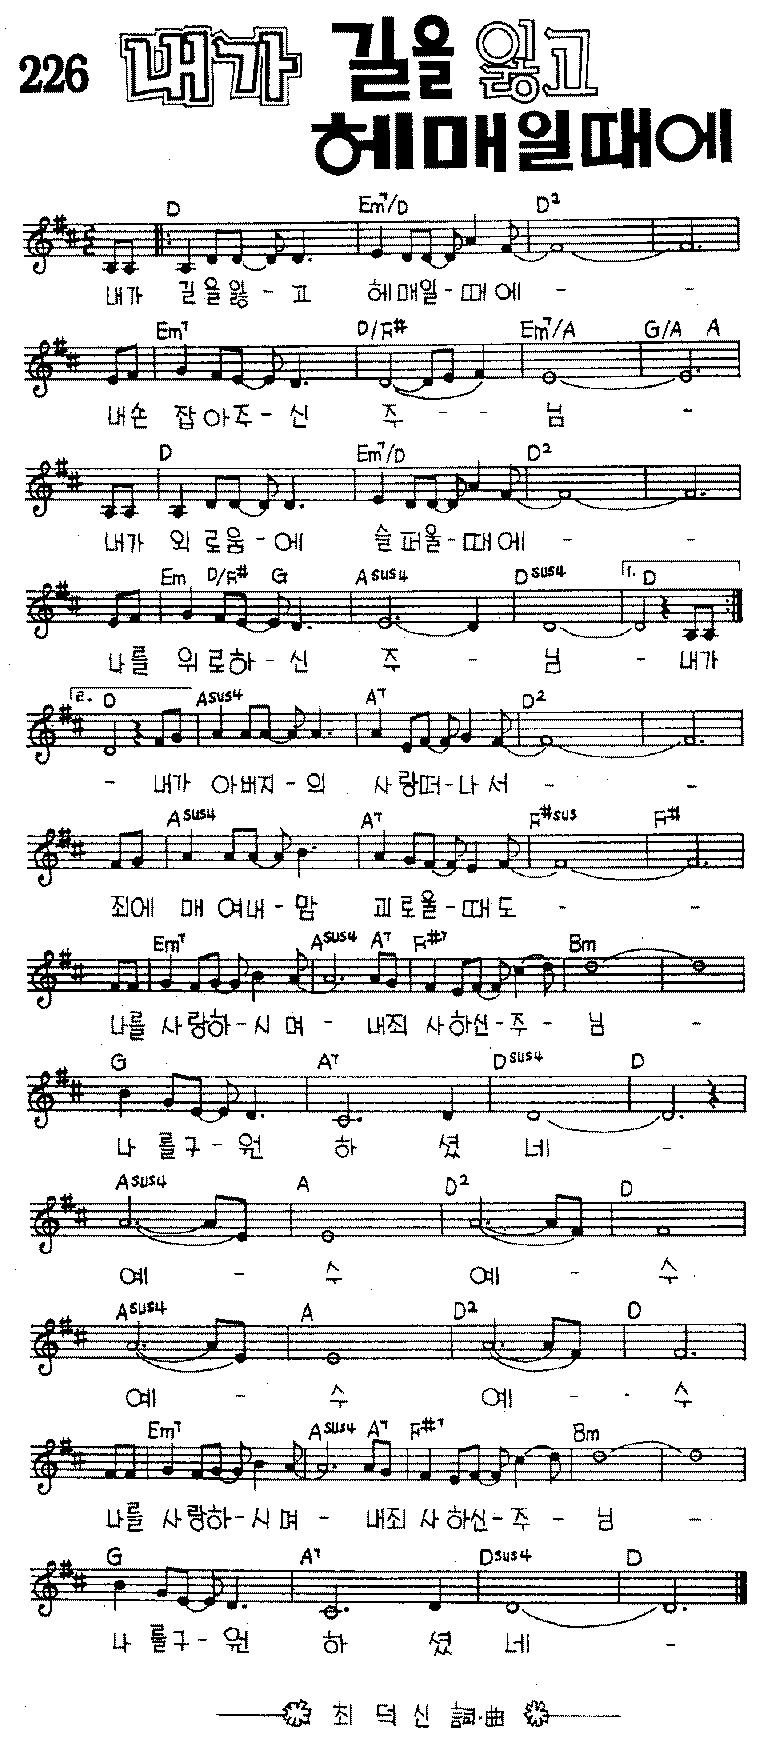 226 내가 길을 잃고
헤매일때에
D Em7/D D2
내가 길을잃 - 고 헤매일 - 때에 - -
Em7 D/F# Em7/A G/A A
내손 잡아주 - 신 주 - - 님 -
D Em7/D D2
내가 외로움 - 에 슬퍼울 - 때에 - -
Em D/F# G Asus4 Dsus4 1. D
나를 위로하 - 신 주 - 님 - 내가
2. D Asus4 A7 D2
- 내가 아버지 - 의 사랑떠 - 나서 - -
Asus4 A7 F#sus F#
죄에 매여내 - 맘 괴로울 - 때도 - -
Em7 Asus4 A7 F#7 Bm
나를 사랑하 - 시며 - 내죄 사하신 - 주 - 님 -
G A7 Dsus4 D
나 를구 - 원 하 셨 네 -
Asus4 A D2 D
예 - 수 예 - 수
Asus4 A D2 D
예 - 수 예 - - 수
Em7 Asus4 A7 F#7 Bm
나를 사랑하 - 시며 - 내죄 사하신 - 주 - 님 -
G A7 Dsus4 D
나 를구 - 원 하 셨 네 -
최 덕 신 詞·曲